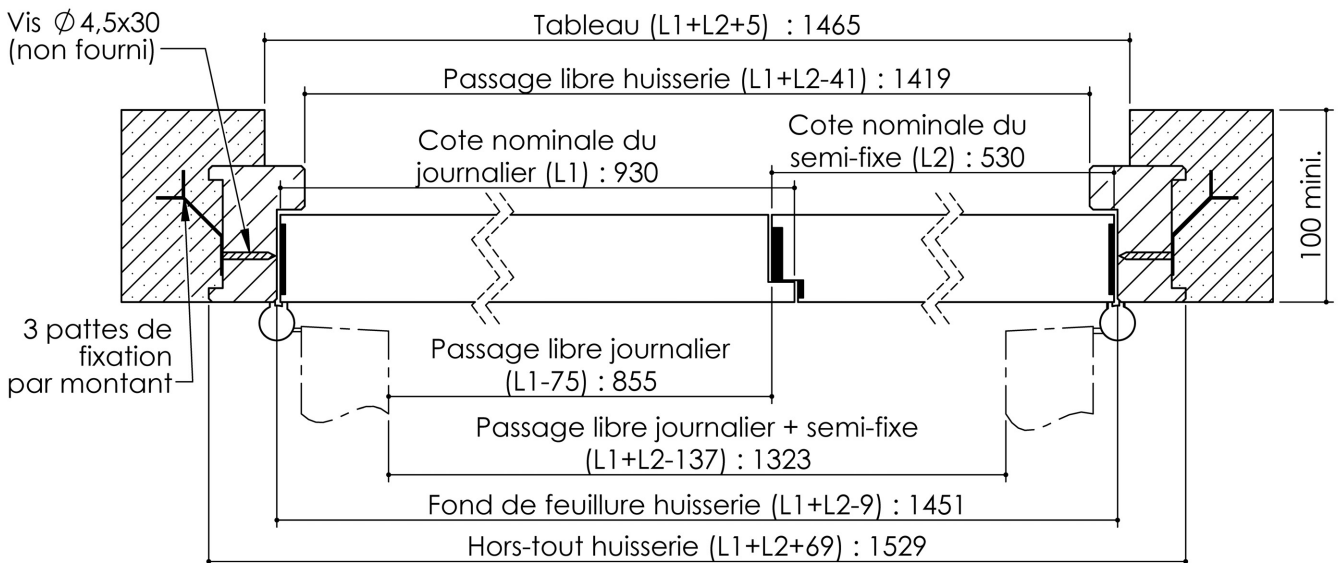 Vis Ø 4,5x30
(non fourni)
Tableau (L1+L2+5) : 1465
Passage libre huisserie (L1+L2-41) : 1419
Cote nominale du
journalier (L1) : 930
Cote nominale du
semi-fixe (L2) : 530
100 mini.
3 pattes de
fixation
par montant
Passage libre journalier
(L1-75) : 855
Passage libre journalier + semi-fixe
(L1+L2-137) : 1323
Fond de feuillure huisserie (L1+L2-9) : 1451
Hors-tout huisserie (L1+L2+69) : 1529